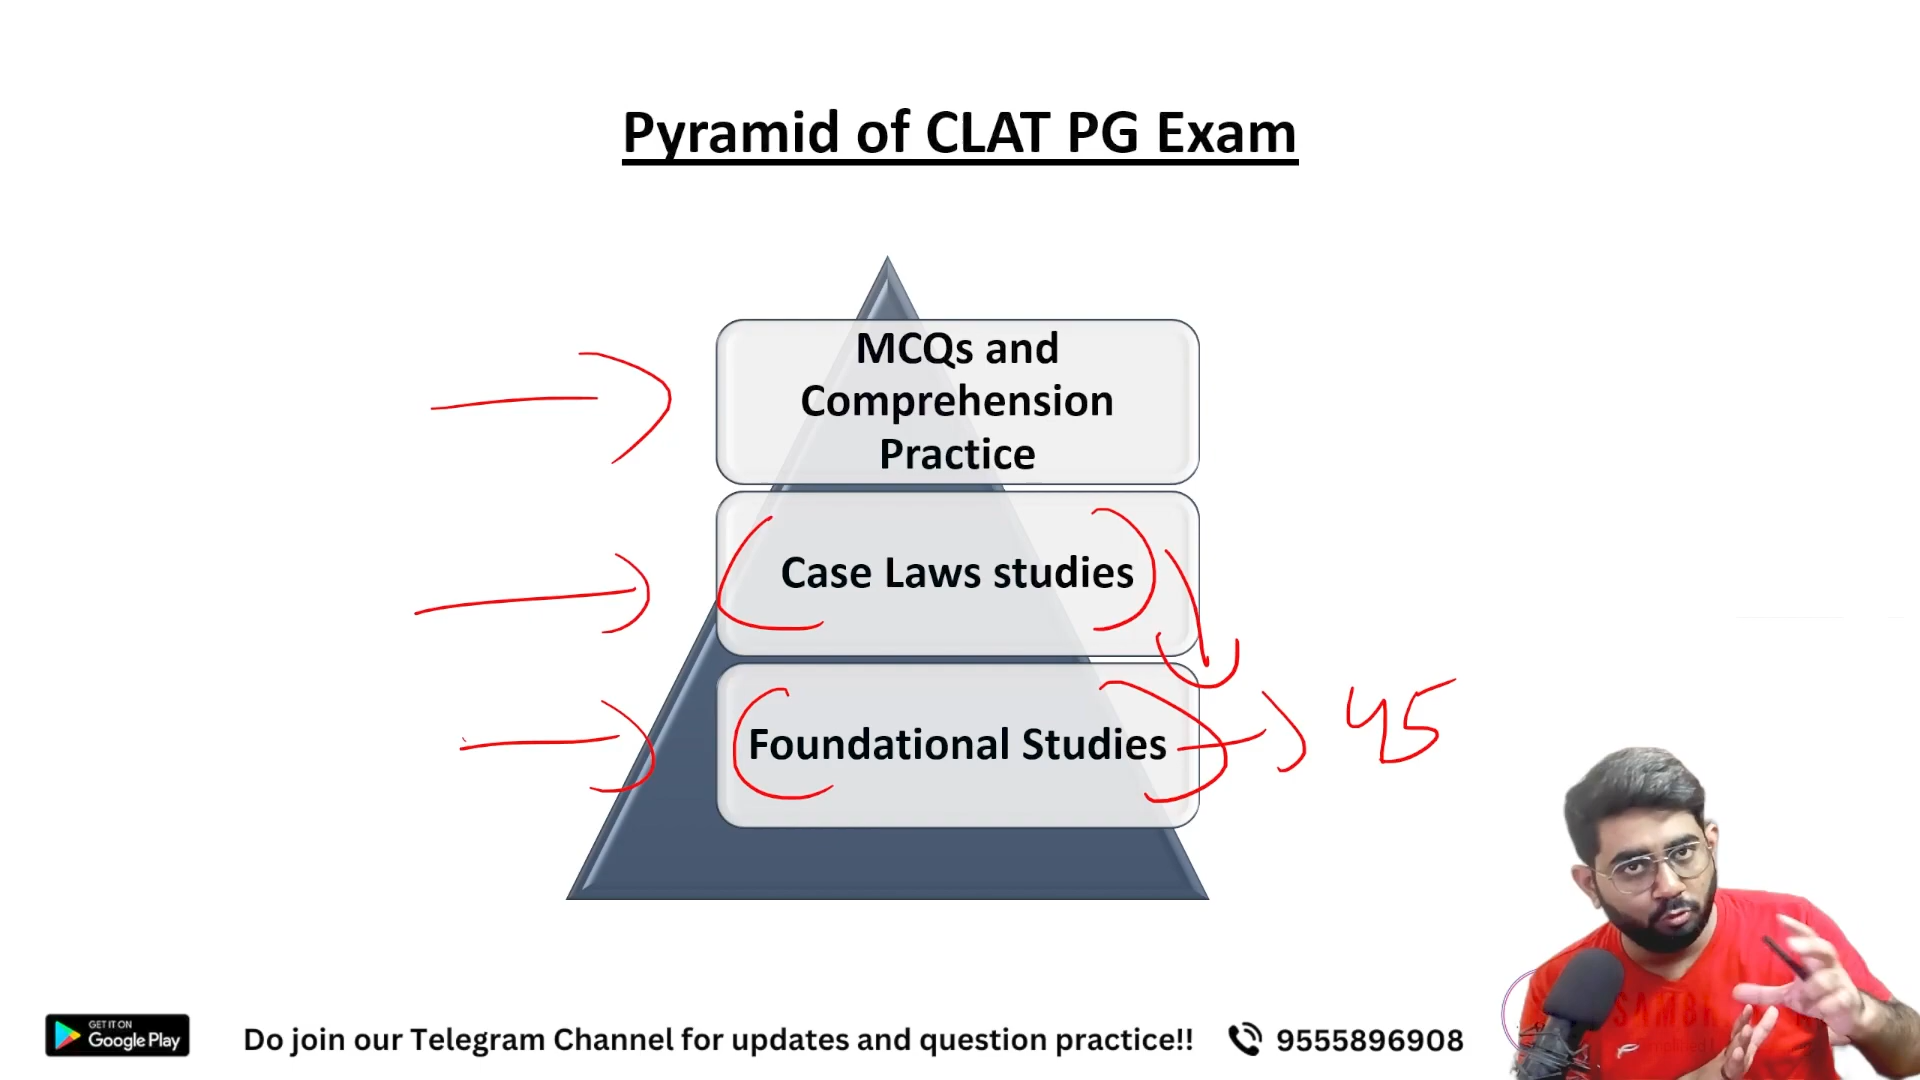 Pyramid of CLAT PG Exam
MCQs and
Comprehension
Practice
Case Laws studies
Foundational Studies
45
GET IT ON
Google Play
Do join our Telegram Channel for updates and question practice!!
9555896908